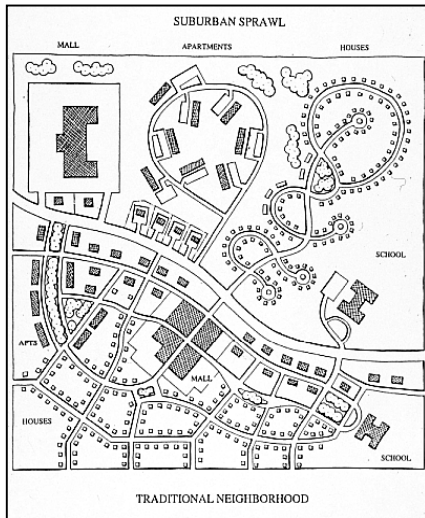 SUBURBAN SPRAWL
MALL APARTMENTS HOUSES
SCHOOL
APTS
MALL
HOUSES
SCHOOL
TRADITIONAL NEIGHBORHOOD